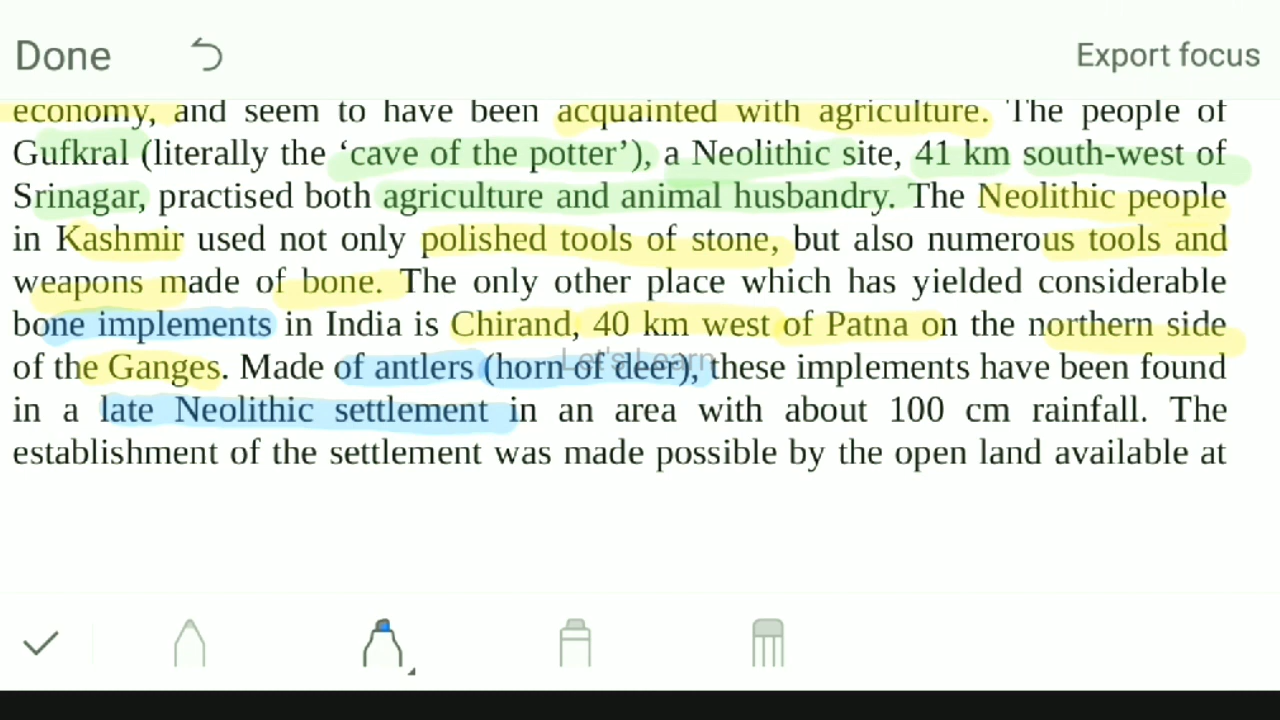 Done
Export focus
economy, and seem to have been acquainted with agriculture. The people of
Gufkral (literally the ‘cave of the potter’), a Neolithic site, 41 km south-west of
Srinagar, practised both agriculture and animal husbandry. The Neolithic people
in Kashmir used not only polished tools of stone, but also numerous tools and
weapons made of bone. The only other place which has yielded considerable
bone implements in India is Chirand, 40 km west of Patna on the northern side
of the Ganges. Made of antlers (horn of deer), these implements have been found
Let's Learn
in a late Neolithic settlement in an area with about 100 cm rainfall. The
establishment of the settlement was made possible by the open land available at